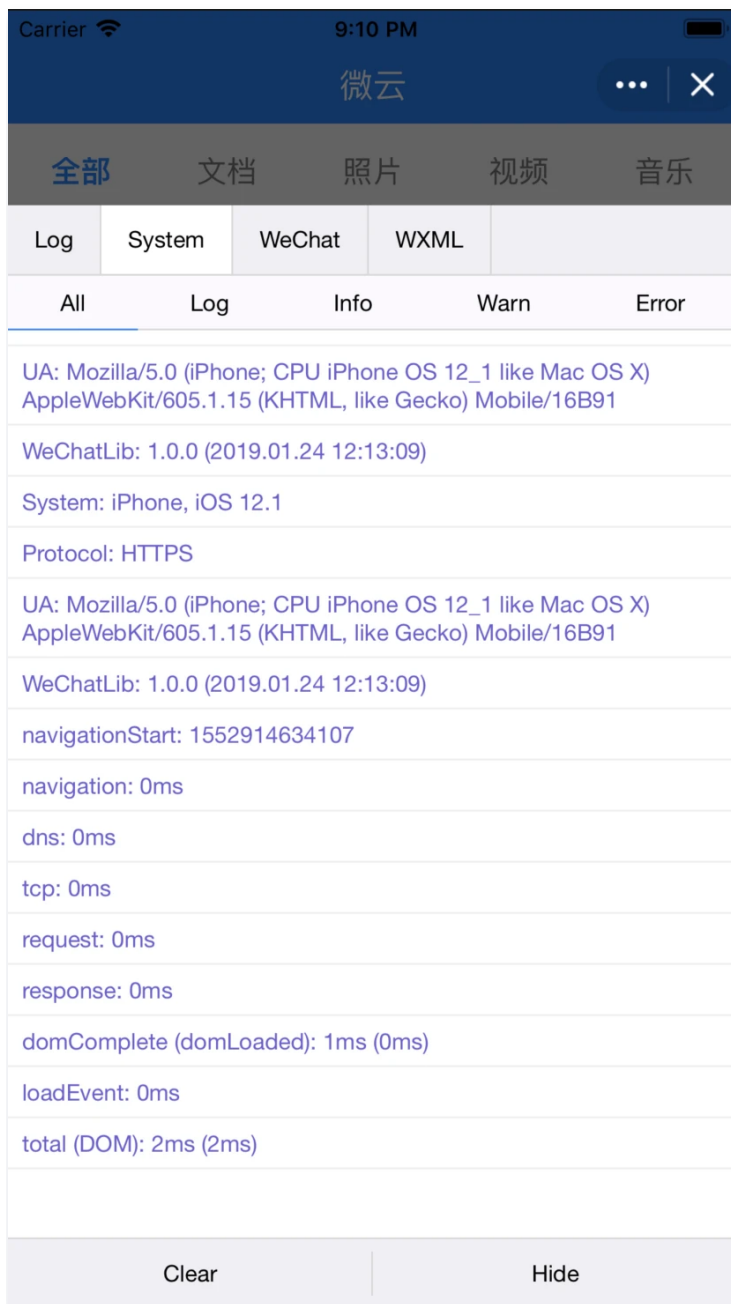 Carrier 9:10 PM
微云
全部 文档 照片 视频 音乐
Log System WeChat WXML
All Log Info Warn Error
UA: Mozilla/5.0 (iPhone; CPU iPhone OS 12_1 like Mac OS X)
AppleWebKit/605.1.15 (KHTML, like Gecko) Mobile/16B91
WeChatLib: 1.0.0 (2019.01.24 12:13:09)
System: iPhone, iOS 12.1
Protocol: HTTPS
UA: Mozilla/5.0 (iPhone; CPU iPhone OS 12_1 like Mac OS X)
AppleWebKit/605.1.15 (KHTML, like Gecko) Mobile/16B91
WeChatLib: 1.0.0 (2019.01.24 12:13:09)
navigationStart: 1552914634107
navigation: 0ms
dns: 0ms
tcp: 0ms
request: 0ms
response: 0ms
domComplete (domLoaded): 1ms (0ms)
loadEvent: 0ms
total (DOM): 2ms (2ms)
Clear Hide